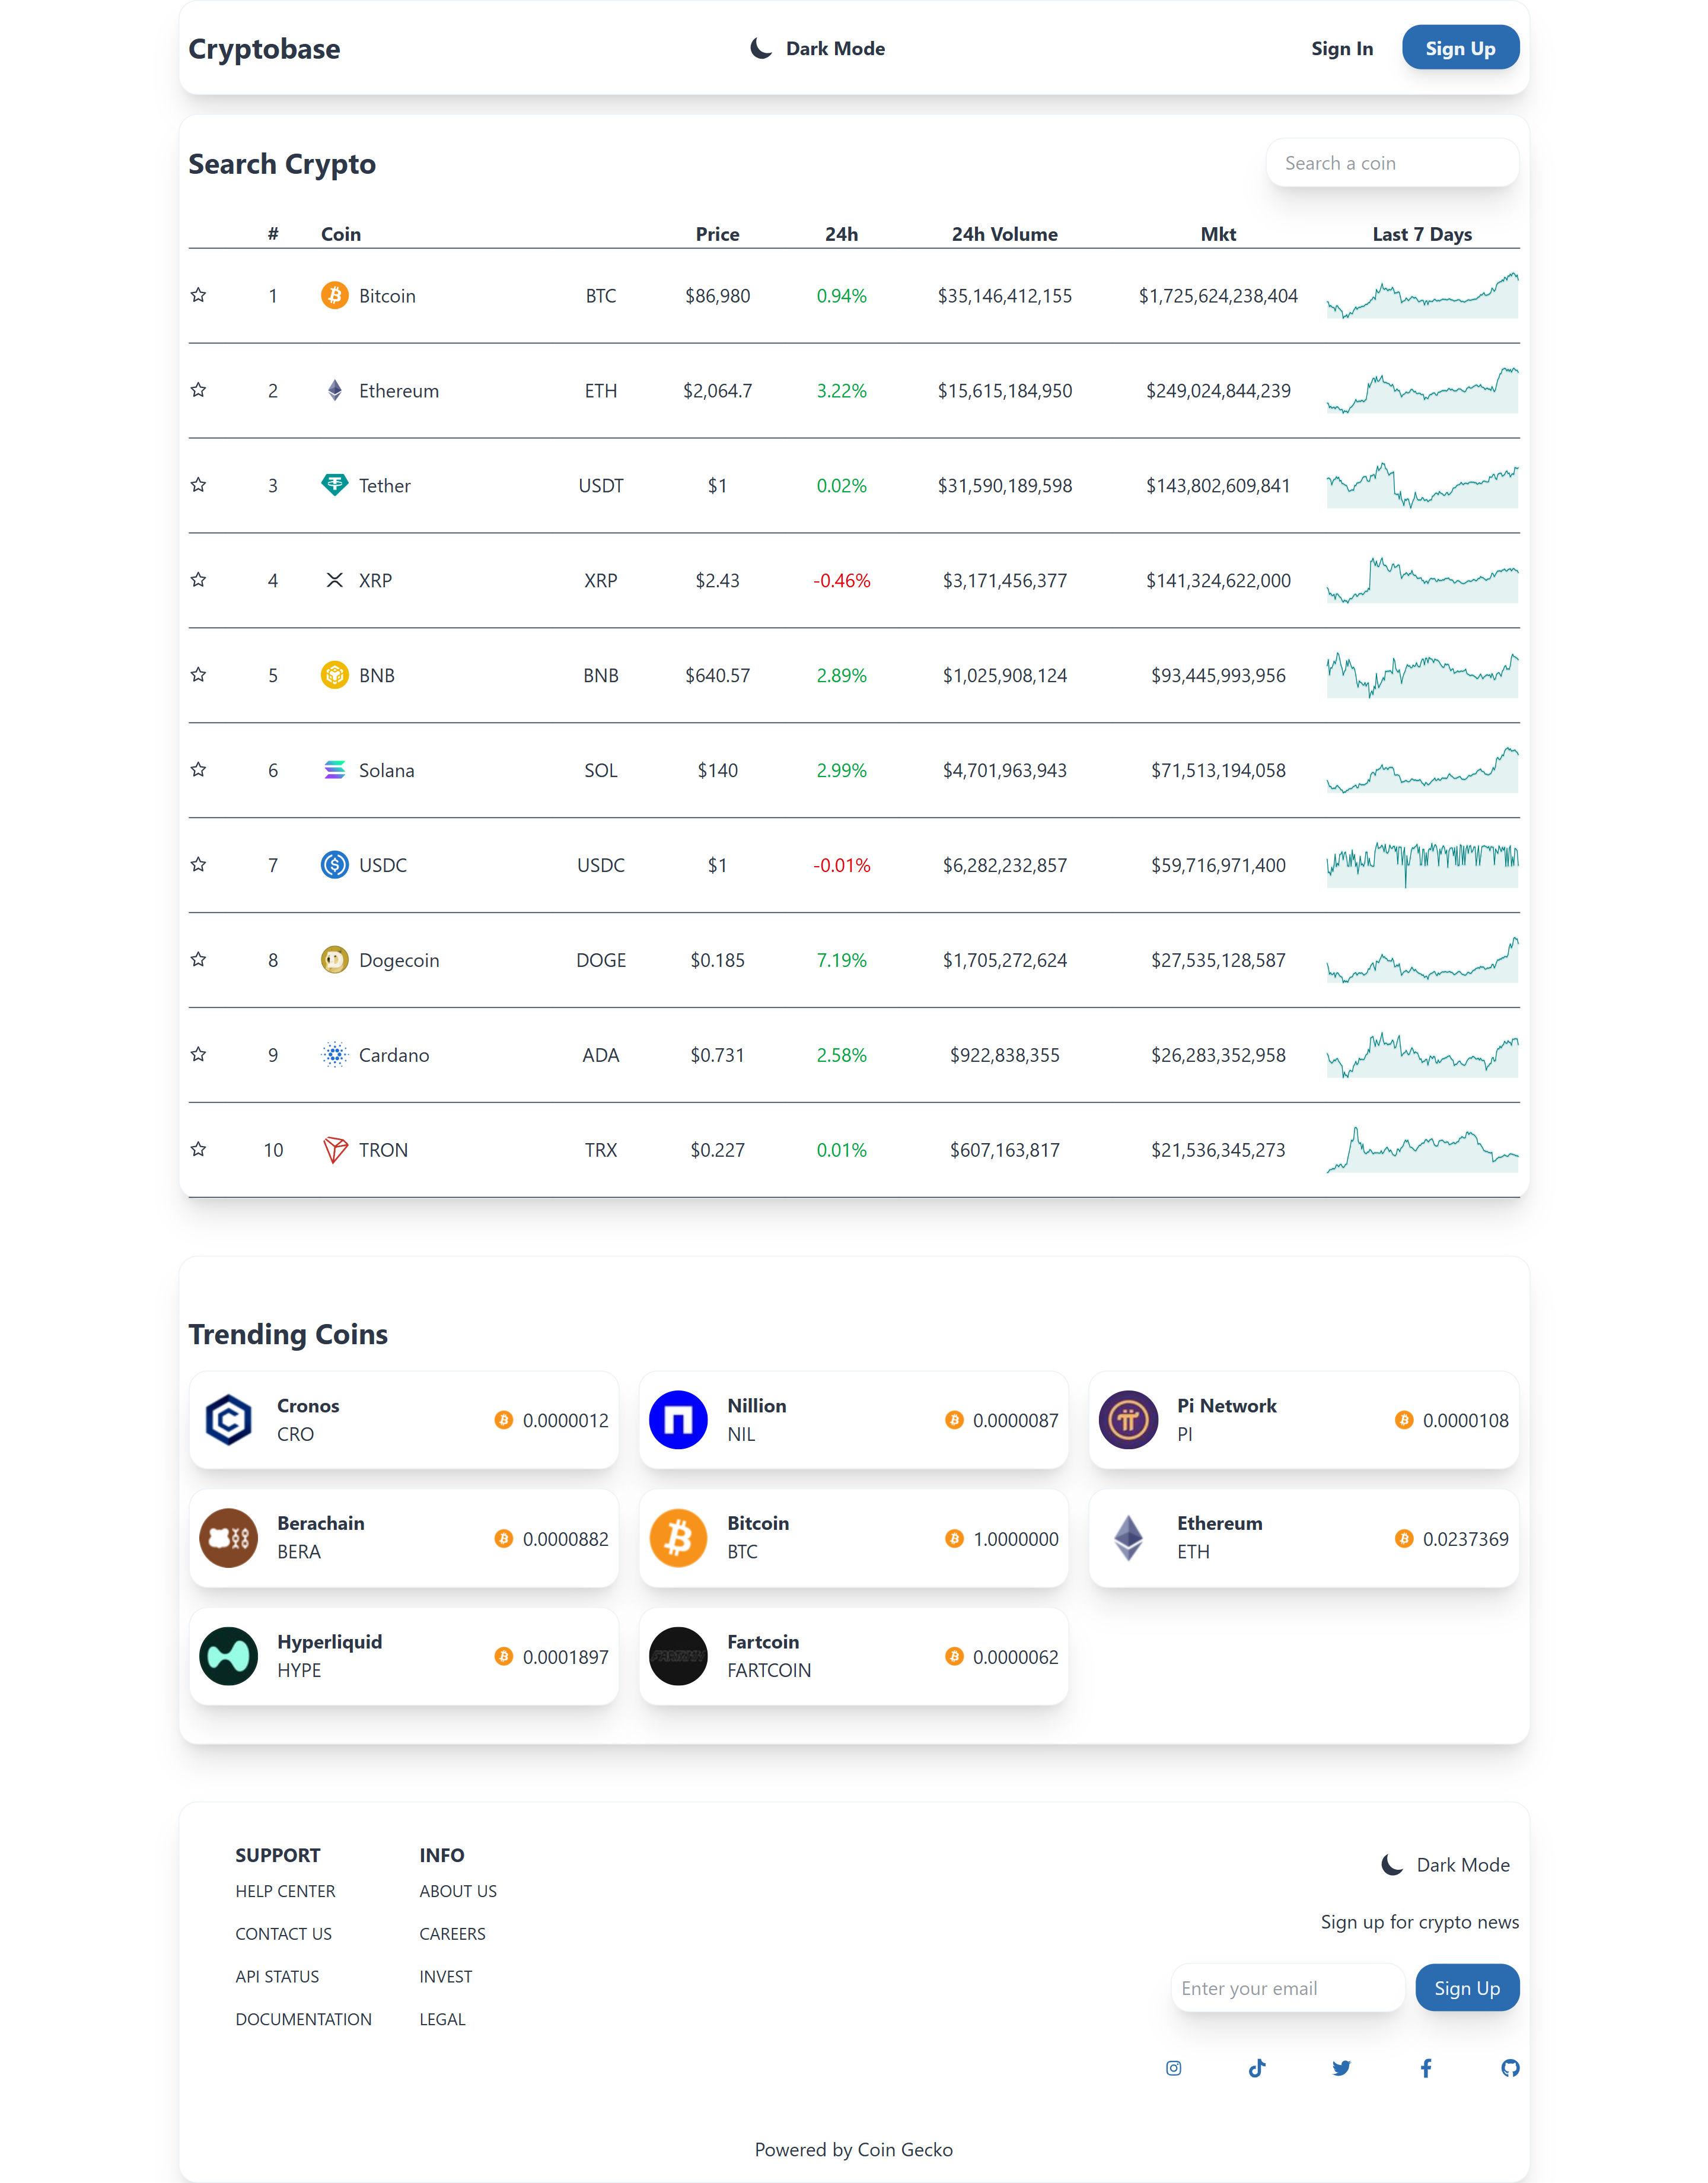 Cryptobase Dark Mode Sign In Sign Up
Search Crypto Search a coin
# Coin Price 24h 24h Volume Mkt Last 7 Days
1 Bitcoin BTC $86,980 0.94% $35,146,412,155 $1,725,624,238,404
2 Ethereum ETH $2,064.7 3.22% $15,615,184,950 $249,024,844,239
3 Tether USDT $1 0.02% $31,590,189,598 $143,802,609,841
4 XRP XRP $2.43 -0.46% $3,171,456,377 $141,324,622,000
5 BNB BNB $640.57 2.89% $1,025,908,124 $93,445,993,956
6 Solana SOL $140 2.99% $4,701,963,943 $71,513,194,058
7 USDC USDC $1 -0.01% $6,282,232,857 $59,716,971,400
8 Dogecoin DOGE $0.185 7.19% $1,705,272,624 $27,535,128,587
9 Cardano ADA $0.731 2.58% $922,838,355 $26,283,352,958
10 TRON TRX $0.227 0.01% $607,163,817 $21,536,345,273
Trending Coins
Cronos
CRO
0.0000012
Nillion
NIL
0.0000087
Pi Network
PI
0.0000108
Berachain
BERA
0.0000882
Bitcoin
BTC
1.0000000
Ethereum
ETH
0.0237369
Hyperliquid
HYPE
0.0001897
Fartcoin
FARTCOIN
0.0000062
SUPPORT
HELP CENTER
CONTACT US
API STATUS
DOCUMENTATION
INFO
ABOUT US
CAREERS
INVEST
LEGAL
Dark Mode
Sign up for crypto news
Enter your email Sign Up
Powered by Coin Gecko